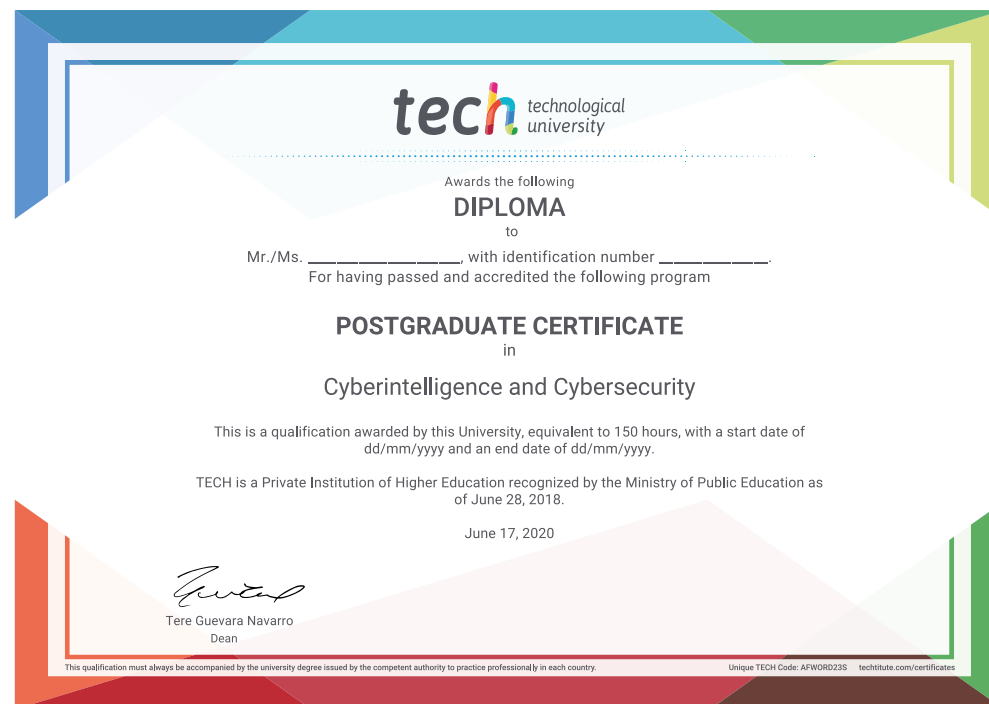 tech technological
university
Awards the following
DIPLOMA
to
Mr./Ms. ________________, with identification number ____________.
For having passed and accredited the following program
POSTGRADUATE CERTIFICATE
in
Cyberintelligence and Cybersecurity
This is a qualification awarded by this University, equivalent to 150 hours, with a start date of
dd/mm/yyyy and an end date of dd/mm/yyyy.
TECH is a Private Institution of Higher Education recognized by the Ministry of Public Education as
of June 28, 2018.
June 17, 2020
Tere Guevara Navarro
Dean
This qualification must always be accompanied by the university degree issued by the competent authority to practice professionally in each country.
Unique TECH Code: AFWORD23S techtitute.com/certificates